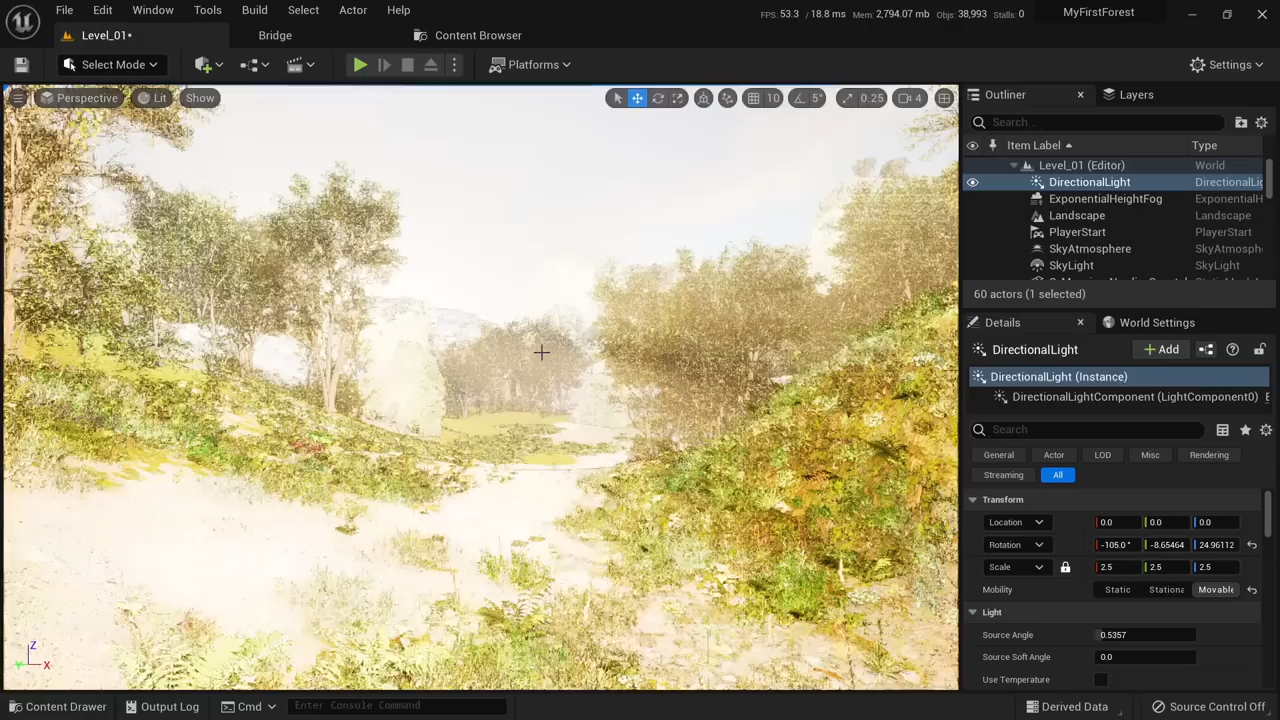 File Edit Window Tools Build Select Actor Help
FPS: 53.3 / 18.8 ms Mem: 2,794.07 mb Objs: 38,993 Stalls: 0
MyFirstForest
Level_01•
Bridge
Content Browser
Select Mode
Platforms
Settings
Perspective
Lit
Show
10
5°
0.25
4
Outliner
Layers
Search...
Item Label
Type
Level_01 (Editor) World
DirectionalLight DirectionalLi
ExponentialHeightFog ExponentialH
Landscape Landscape
PlayerStart PlayerStart
SkyAtmosphere SkyAtmosph
SkyLight SkyLight
60 actors (1 selected)
Details
World Settings
DirectionalLight
Add
DirectionalLight (Instance)
DirectionalLightComponent (LightComponent0) E
Search
General Actor LOD Misc Rendering
Streaming All
Transform
Location 0.0 0.0 0.0
Rotation -105.0 ° -8.65464 24.96112
Scale 2.5 2.5 2.5
Mobility Static Stationa Movable
Light
Source Angle 0.5357
Source Soft Angle 0.0
Use Temperature
Z
Y
X
Content Drawer
Output Log
Cmd
Enter Console Command
Derived Data
Source Control Off